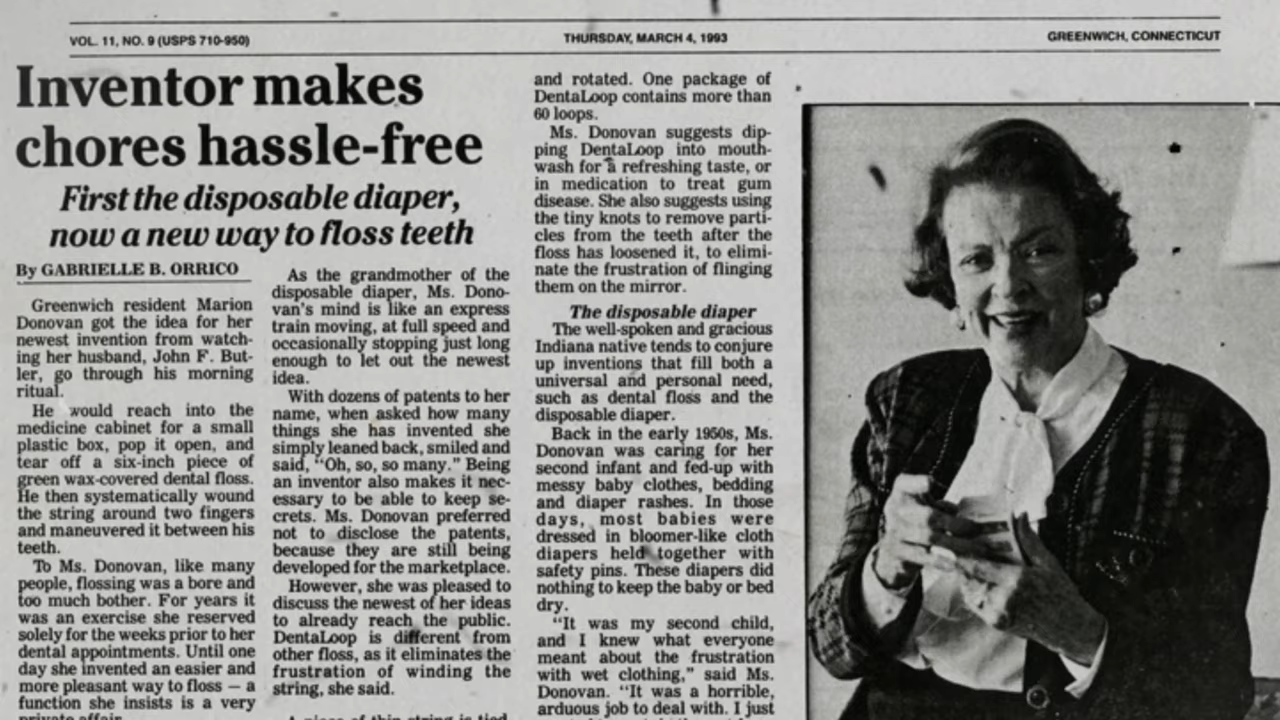 VOL. 11, NO. 9 (USPS 710-950)
THURSDAY, MARCH 4, 1993
GREENWICH, CONNECTICUT
Inventor makes
chores hassle-free
First the disposable diaper,
now a new way to floss teeth
By GABRIELLE B. ORRICO
Greenwich resident Marion
Donovan got the idea for her
newest invention from watch-
ing her husband, John F. But-
ler, go through his morning
ritual.
He would reach into the
medicine cabinet for a small
plastic box, pop it open, and
tear off a six-inch piece of
green wax-covered dental floss.
He then systematically wound
the string around two fingers
and maneuvered it between his
teeth.
To Ms. Donovan, like many
people, flossing was a bore and
too much bother. For years it
was an exercise she reserved
solely for the weeks prior to her
dental appointments. Until one
day she invented an easier and
more pleasant way to floss — a
function she insists is a very
private affair.
As the grandmother of the
disposable diaper, Ms. Dono-
van's mind is like an express
train moving, at full speed and
occasionally stopping just long
enough to let out the newest
idea.
With dozens of patents to her
name, when asked how many
things she has invented she
simply leaned back, smiled and
said, "Oh, so, so many." Being
an inventor also makes it nec-
essary to be able to keep se-
crets. Ms. Donovan preferred
not to disclose the patents,
because they are still being
developed for the marketplace.
However, she was pleased to
discuss the newest of her ideas
to already reach the public.
DentaLoop is different from
other floss, as it eliminates the
frustration of winding the
string, she said.
A piece of thin string is tied
and rotated. One package of
DentaLoop contains more than
60 loops.
Ms. Donovan suggests dip-
ping DentaLoop into mouth-
wash for a refreshing taste, or
in medication to treat gum
disease. She also suggests using
the tiny knots to remove parti-
cles from the teeth after the
floss has loosened it, to elimi-
nate the frustration of flinging
them on the mirror.
The disposable diaper
The well-spoken and gracious
Indiana native tends to conjure
up inventions that fill both a
universal and personal need,
such as dental floss and the
disposable diaper.
Back in the early 1950s, Ms.
Donovan was caring for her
second infant and fed-up with
messy baby clothes, bedding
and diaper rashes. In those
days, most babies were
dressed in bloomer-like cloth
diapers held together with
safety pins. These diapers did
nothing to keep the baby or bed
dry.
"It was my second child,
and I knew what everyone
meant about the frustration
with wet clothing," said Ms.
Donovan. "It was a horrible,
arduous job to deal with. I just